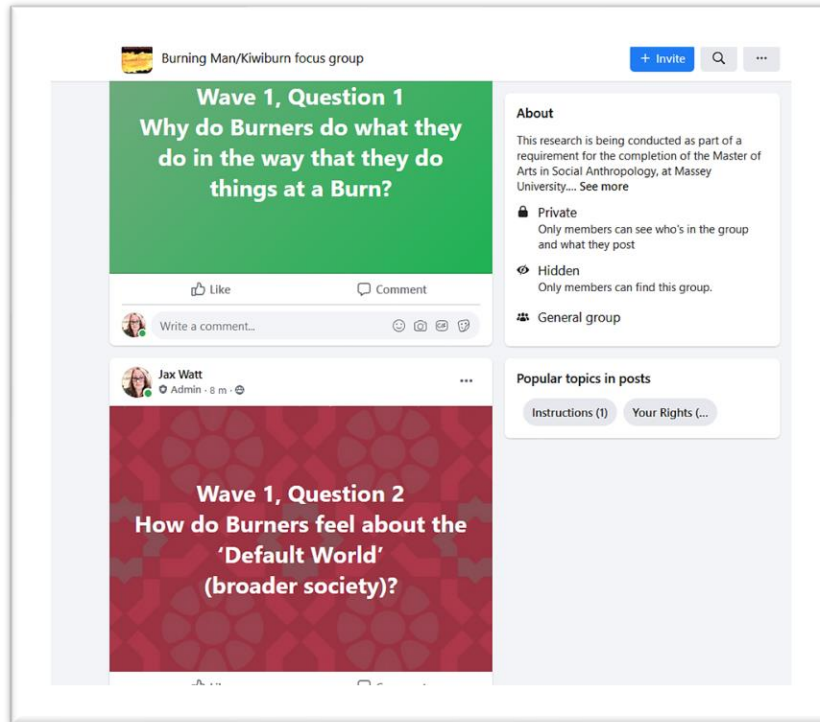 Burning Man/Kiwiburn focus group
+ Invite
Wave 1, Question 1
Why do Burners do what they
do in the way that they do
things at a Burn?
Like
Comment
Write a comment...
Jax Watt
Admin · 8 m ·
Wave 1, Question 2
How do Burners feel about the
‘Default World’
(broader society)?
About
This research is being conducted as part of a
requirement for the completion of the Master of
Arts in Social Anthropology, at Massey
University.... See more
Private
Only members can see who's in the group
and what they post
Hidden
Only members can find this group.
General group
Popular topics in posts
Instructions (1)
Your Rights (...